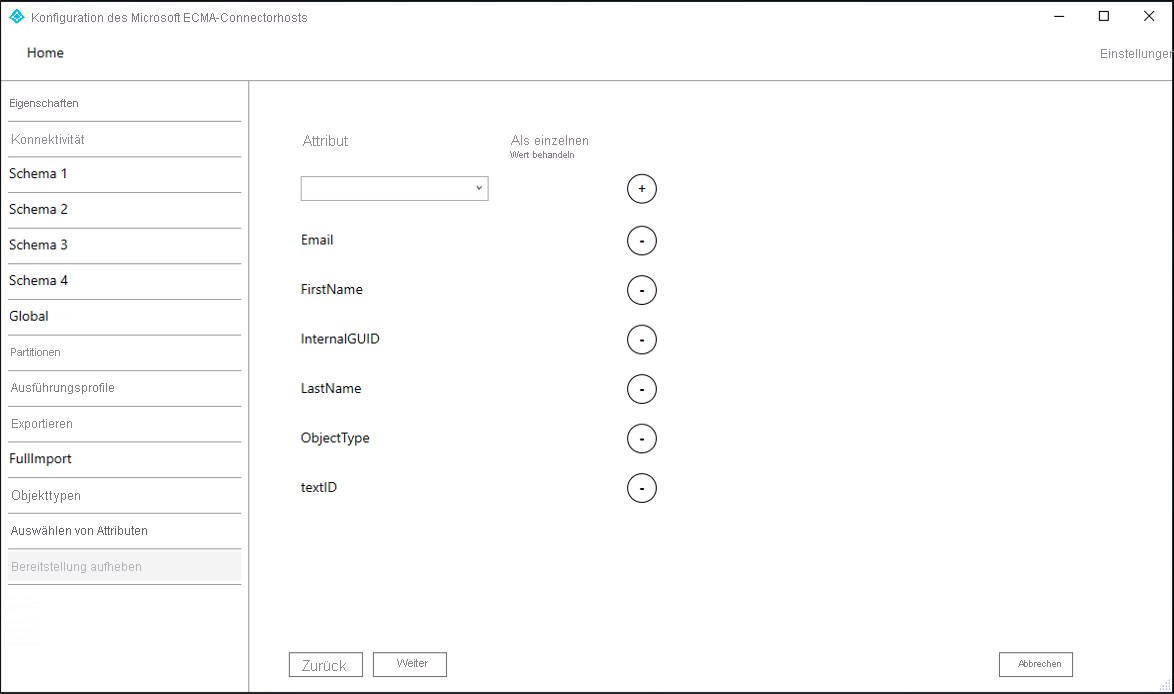 Konfiguration des Microsoft ECMA-Connectorhosts
Home
Einstellungen
Eigenschaften
Konnektivität
Schema 1
Schema 2
Schema 3
Schema 4
Global
Partitionen
Ausführungsprofile
Exportieren
FullImport
Objekttypen
Auswählen von Attributen
Bereitstellung aufheben
Attribut
Als einzelnen
Wert behandeln
+
Email -
FirstName -
InternalGUID -
LastName -
ObjectType -
textID -
Zurück
Weiter
Abbrechen